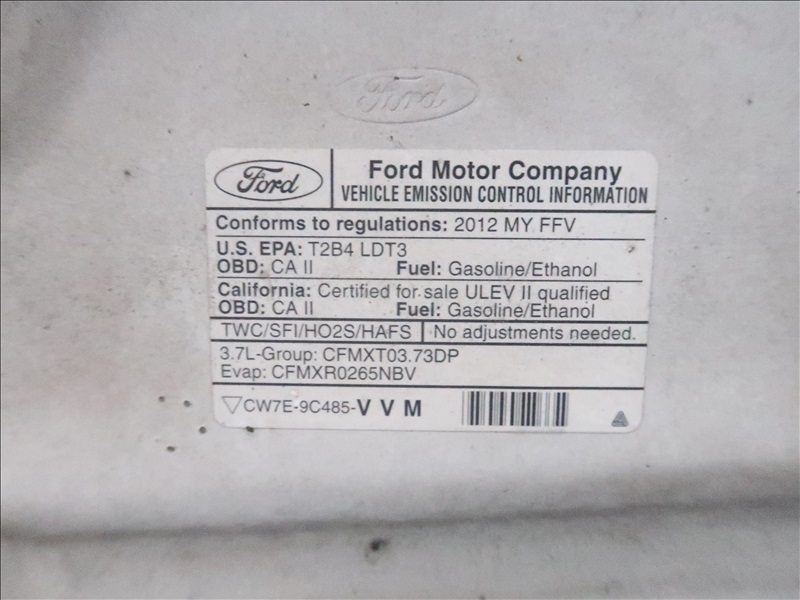 Ford
Ford
Ford Motor Company
VEHICLE EMISSION CONTROL INFORMATION
Conforms to regulations: 2012 MY FFV
U.S. EPA: T2B4 LDT3
OBD: CA II Fuel: Gasoline/Ethanol
California: Certified for sale ULEV II qualified
OBD: CA II Fuel: Gasoline/Ethanol
TWC/SFI/HO2S/HAFS No adjustments needed.
3.7L-Group: CFMXT03.73DP
Evap: CFMXR0265NBV
CW7E-9C485-V V M